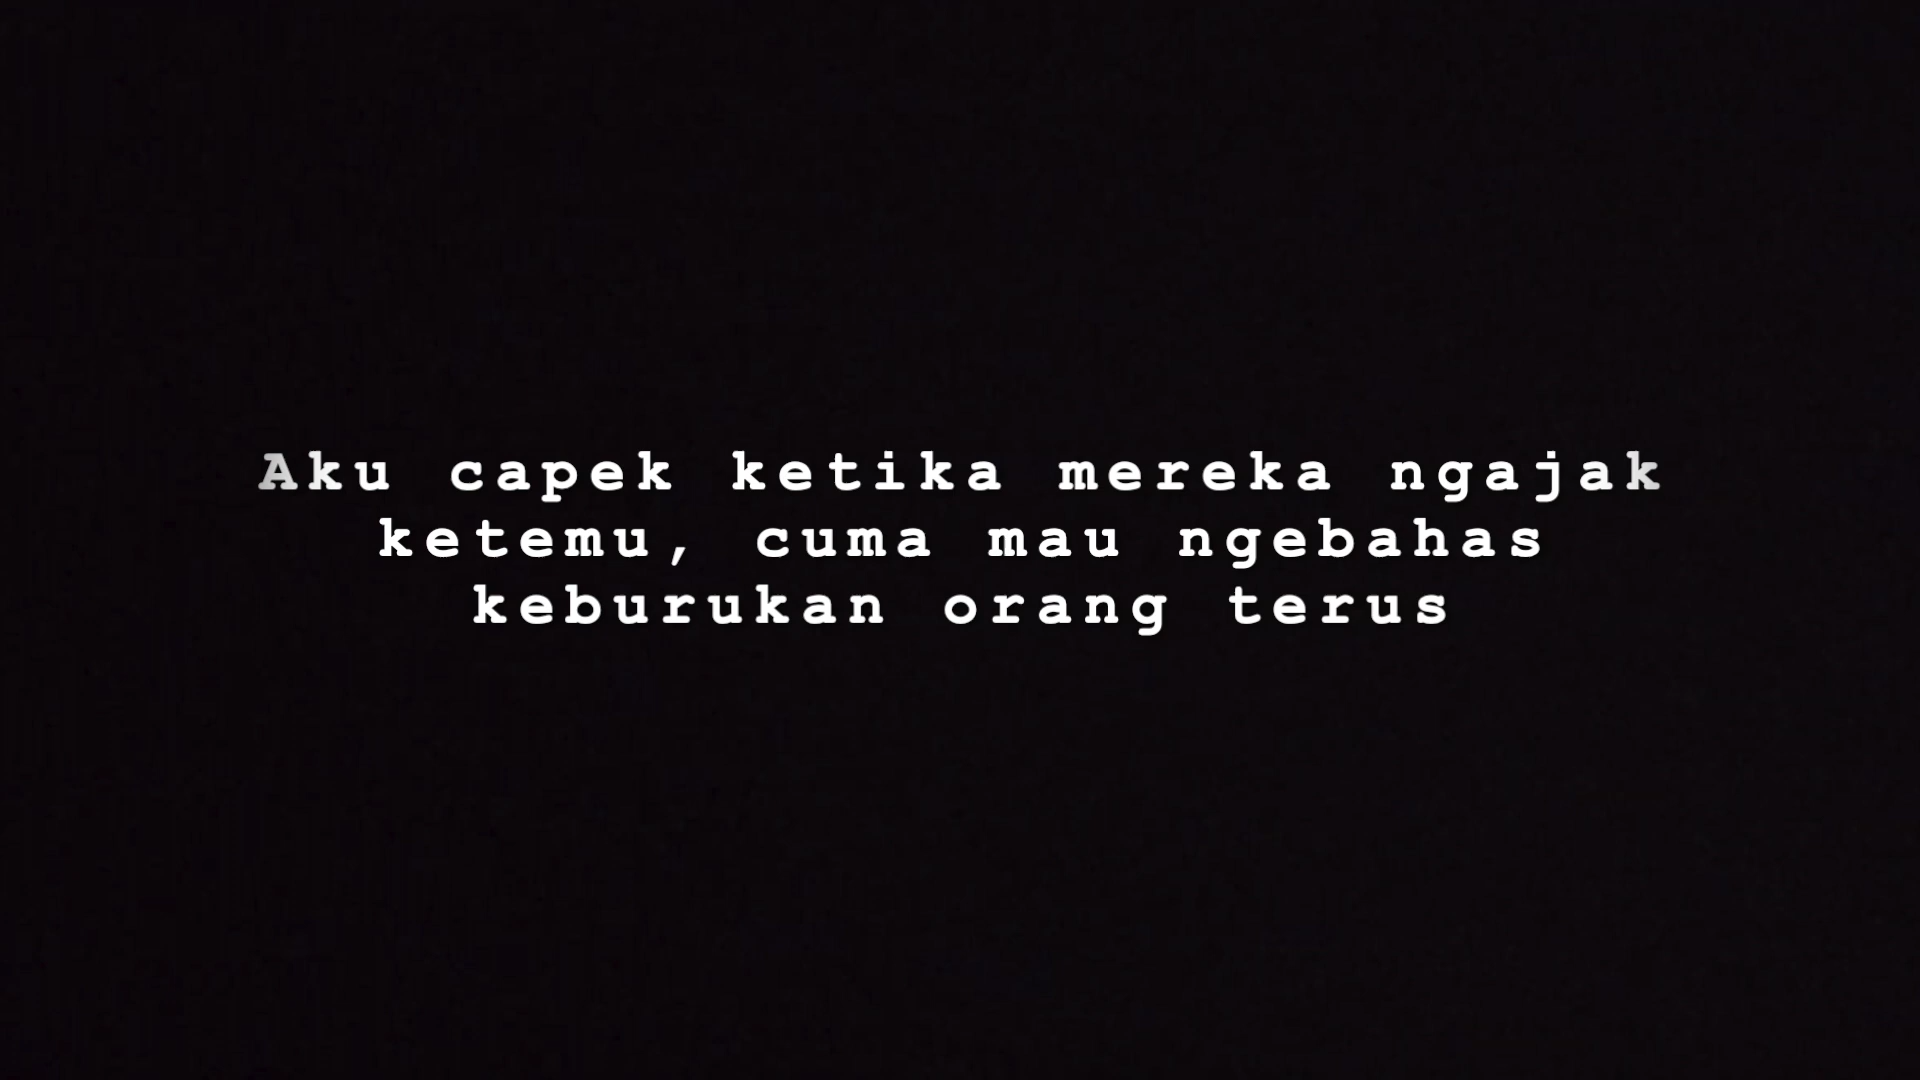 Aku capek ketika mereka ngajak
ketemu, cuma mau ngebahas
keburukan orang terus